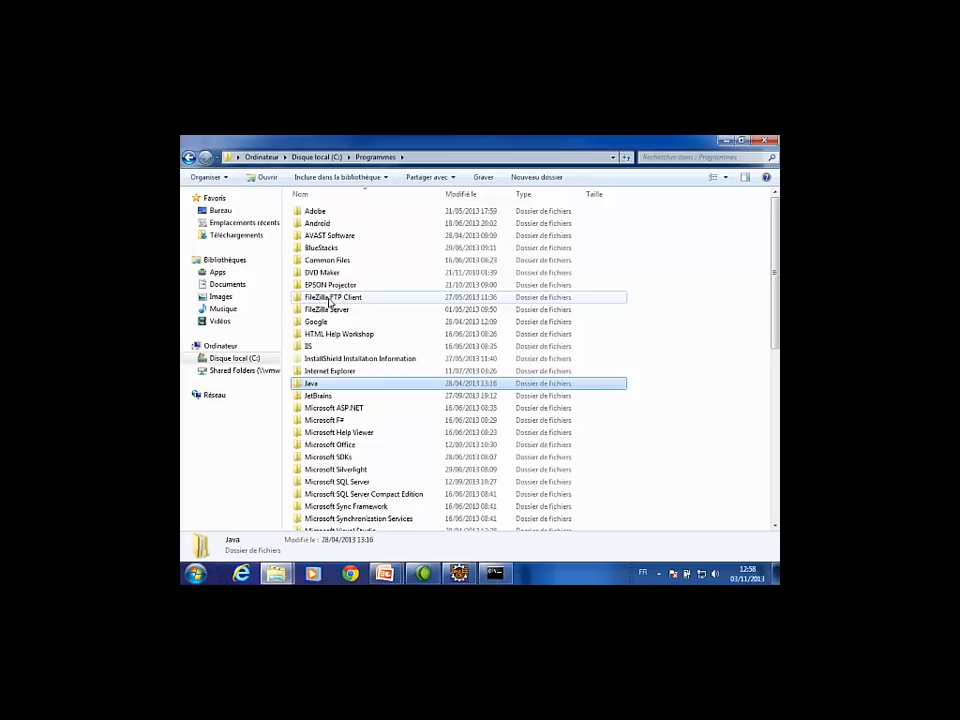 Ordinateur Disque local (C:) Programmes
Rechercher dans : Programmes
Organiser Ouvrir Inclure dans la bibliothèque Partager avec Graver Nouveau dossier
Nom Modifié le Type Taille
Favoris
Bureau
Emplacements récents
Téléchargements
Bibliothèques
Apps
Documents
Images
Musique
Vidéos
Ordinateur
Disque local (C:)
Shared Folders (\\vmw
Réseau
Adobe 31/05/2013 17:59 Dossier de fichiers
Android 18/06/2013 20:02 Dossier de fichiers
AVAST Software 28/04/2013 09:09 Dossier de fichiers
BlueStacks 29/06/2013 09:11 Dossier de fichiers
Common Files 16/06/2013 08:23 Dossier de fichiers
DVD Maker 21/11/2010 01:39 Dossier de fichiers
EPSON Projector 21/10/2013 09:00 Dossier de fichiers
FileZilla FTP Client 27/05/2013 11:36 Dossier de fichiers
FileZilla Server 01/05/2013 09:50 Dossier de fichiers
Google 28/04/2013 12:09 Dossier de fichiers
HTML Help Workshop 16/06/2013 08:26 Dossier de fichiers
IIS 16/06/2013 08:35 Dossier de fichiers
InstallShield Installation Information 27/05/2013 11:40 Dossier de fichiers
Internet Explorer 11/07/2013 03:26 Dossier de fichiers
Java 28/04/2013 13:16 Dossier de fichiers
JetBrains 27/09/2013 19:12 Dossier de fichiers
Microsoft ASP.NET 16/06/2013 08:35 Dossier de fichiers
Microsoft F# 16/06/2013 08:29 Dossier de fichiers
Microsoft Help Viewer 16/06/2013 08:23 Dossier de fichiers
Microsoft Office 12/09/2013 10:30 Dossier de fichiers
Microsoft SDKs 28/06/2013 08:07 Dossier de fichiers
Microsoft Silverlight 29/06/2013 08:09 Dossier de fichiers
Microsoft SQL Server 12/09/2013 10:27 Dossier de fichiers
Microsoft SQL Server Compact Edition 16/06/2013 08:41 Dossier de fichiers
Microsoft Sync Framework 16/06/2013 08:41 Dossier de fichiers
Microsoft Synchronization Services 16/06/2013 08:41 Dossier de fichiers
Java Modifié le : 28/04/2013 13:16
Dossier de fichiers
FR
12:58
03/11/2013